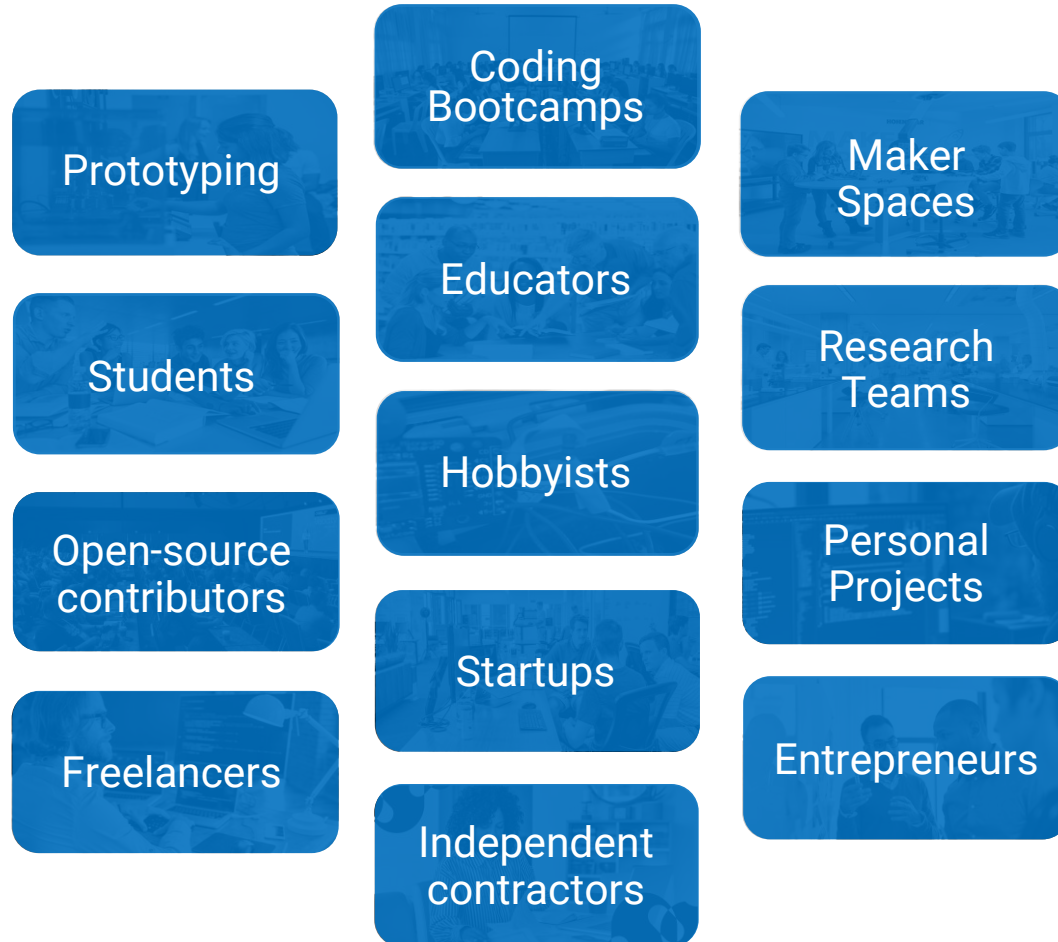 Prototyping
Students
Open-source
contributors
Freelancers
Coding
Bootcamps
Educators
Hobbyists
Startups
Independent
contractors
Maker
Spaces
Research
Teams
Personal
Projects
Entrepreneurs